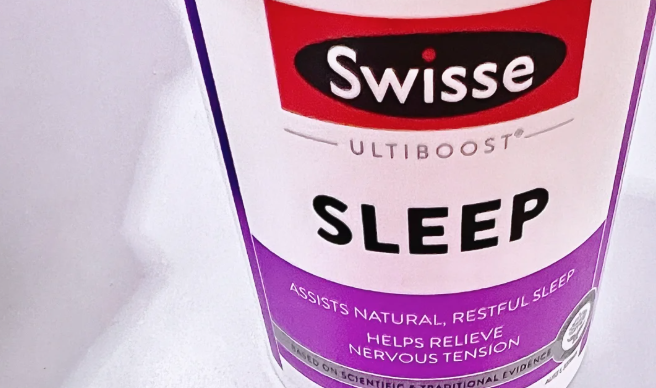 Swisse
ULTIBOOST®
SLEEP
ASSISTS NATURAL, RESTFUL SLEEP
HELPS RELIEVE
NERVOUS TENSION
BASED ON SCIENTIFIC & TRADITIONAL EVIDENCE